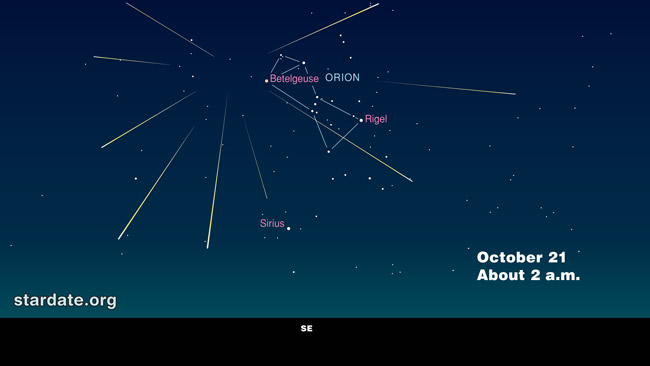 Betelgeuse
ORION
Rigel
Sirius
October 21
About 2 a.m.
stardate.org
SE